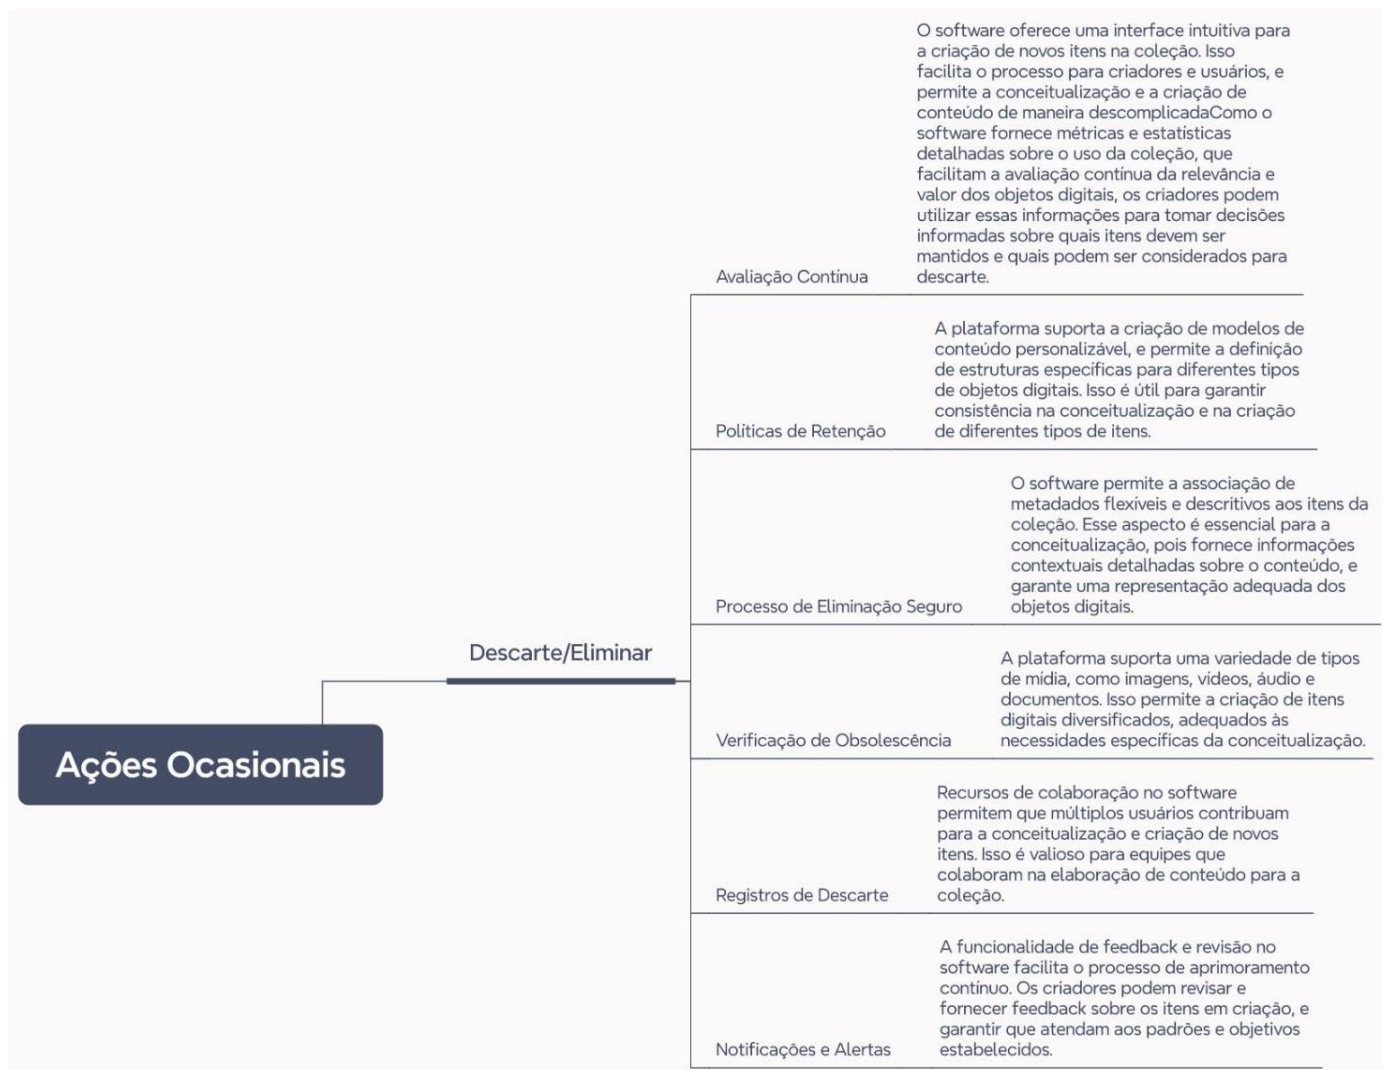 O software oferece uma interface intuitiva para
a criação de novos itens na coleção. Isso
facilita o processo para criadores e usuários, e
permite a conceitualização e a criação de
conteúdo de maneira descomplicadaComo o
software fornece métricas e estatísticas
detalhadas sobre o uso da coleção, que
facilitam a avaliação contínua da relevância e
valor dos objetos digitais, os criadores podem
utilizar essas informações para tomar decisões
informadas sobre quais itens devem ser
mantidos e quais podem ser considerados para
descarte.
Avaliação Contínua
A plataforma suporta a criação de modelos de
conteúdo personalizável, e permite a definição
de estruturas específicas para diferentes tipos
de objetos digitais. Isso é útil para garantir
consistência na conceitualização e na criação
de diferentes tipos de itens.
Políticas de Retenção
O software permite a associação de
metadados flexíveis e descritivos aos itens da
coleção. Esse aspecto é essencial para a
conceitualização, pois fornece informações
contextuais detalhadas sobre o conteúdo, e
garante uma representação adequada dos
objetos digitais.
Processo de Eliminação Seguro
Descarte/Eliminar
A plataforma suporta uma variedade de tipos
de mídia, como imagens, vídeos, áudio e
documentos. Isso permite a criação de itens
digitais diversificados, adequados às
necessidades específicas da conceitualização.
Verificação de Obsolescência
Ações Ocasionais
Recursos de colaboração no software
permitem que múltiplos usuários contribuam
para a conceitualização e criação de novos
itens. Isso é valioso para equipes que
colaboram na elaboração de conteúdo para a
coleção.
Registros de Descarte
A funcionalidade de feedback e revisão no
software facilita o processo de aprimoramento
contínuo. Os criadores podem revisar e
fornecer feedback sobre os itens em criação, e
garantir que atendam aos padrões e objetivos
estabelecidos.
Notificações e Alertas